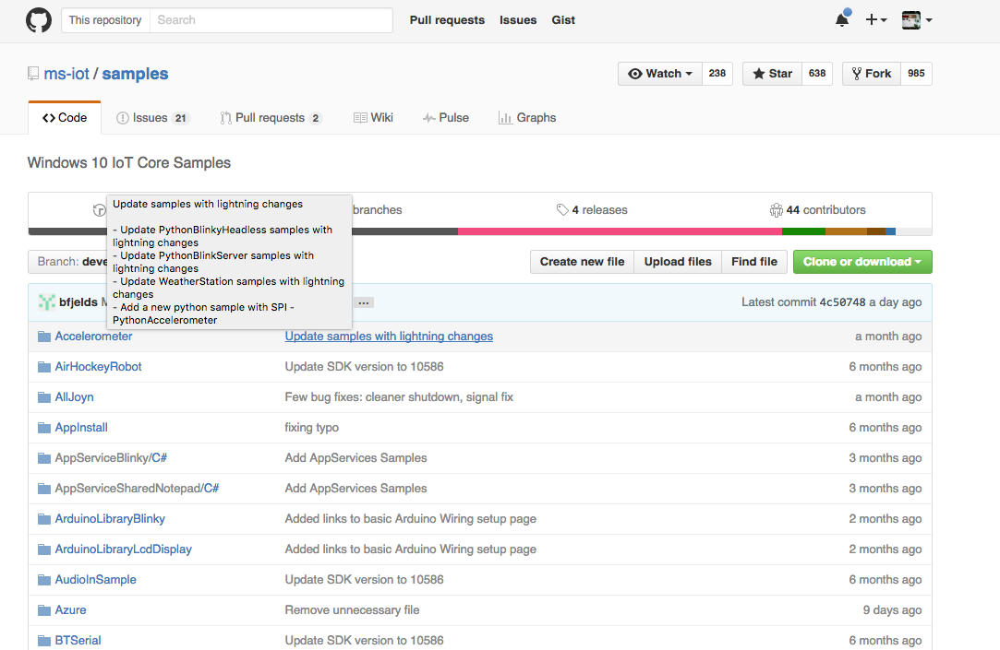 This repository Search Pull requests Issues Gist
ms-iot / samples Watch 238 Star 638 Fork 985
Code Issues 21 Pull requests 2 Wiki Pulse Graphs
Windows 10 IoT Core Samples
branches 4 releases 44 contributors
Update samples with lightning changes
- Update PythonBlinkyHeadless samples with
lightning changes
- Update PythonBlinkServer samples with
lightning changes
- Update WeatherStation samples with lightning
changes
- Add a new python sample with SPI -
PythonAccelerometer
Branch: deve Create new file Upload files Find file Clone or download
bfjelds M ... Latest commit 4c50748 a day ago
Accelerometer Update samples with lightning changes a month ago
AirHockeyRobot Update SDK version to 10586 6 months ago
AllJoyn Few bug fixes: cleaner shutdown, signal fix a month ago
AppInstall fixing typo 6 months ago
AppServiceBlinky/C# Add AppServices Samples 3 months ago
AppServiceSharedNotepad/C# Add AppServices Samples 3 months ago
ArduinoLibraryBlinky Added links to basic Arduino Wiring setup page 2 months ago
ArduinoLibraryLcdDisplay Added links to basic Arduino Wiring setup page 2 months ago
AudioInSample Update SDK version to 10586 6 months ago
Azure Remove unnecessary file 9 days ago
BTSerial Update SDK version to 10586 6 months ago